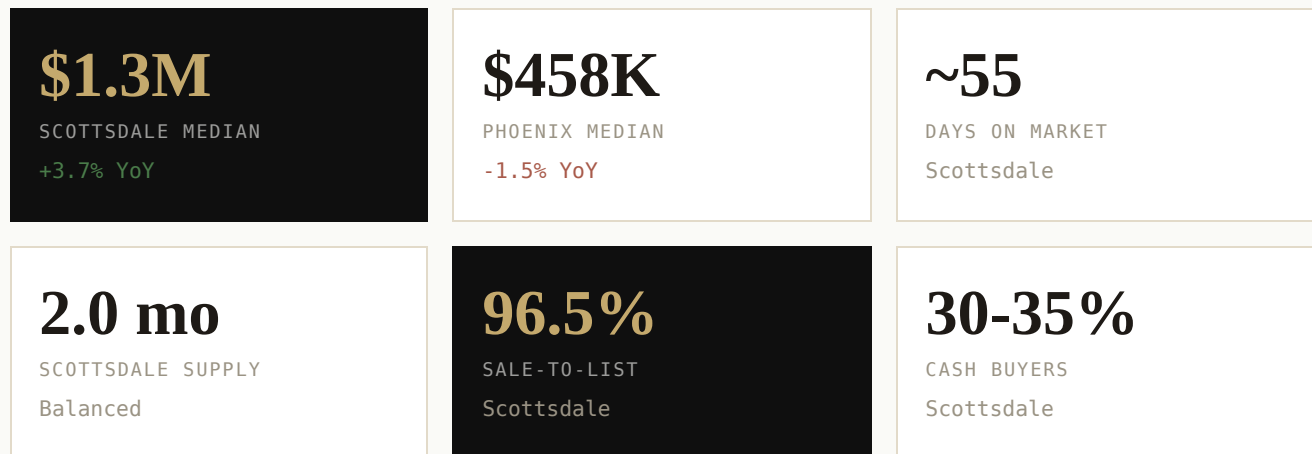 $1.3M
SCOTTSDALE MEDIAN
+3.7% YoY
$458K
PHOENIX MEDIAN
-1.5% YoY
~55
DAYS ON MARKET
Scottsdale
2.0 mo
SCOTTSDALE SUPPLY
Balanced
96.5%
SALE-TO-LIST
Scottsdale
30-35%
CASH BUYERS
Scottsdale